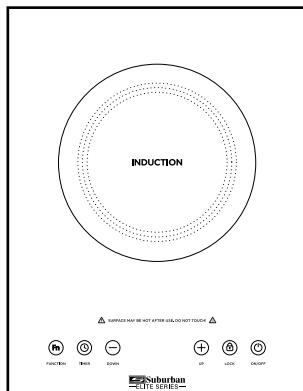 INDUCTION
SURFACE MAY BE HOT AFTER USE, DO NOT TOUCH!
Fn
FUNCTION TIMER DOWN UP LOCK ON/OFF
Suburban
ELITE SERIES